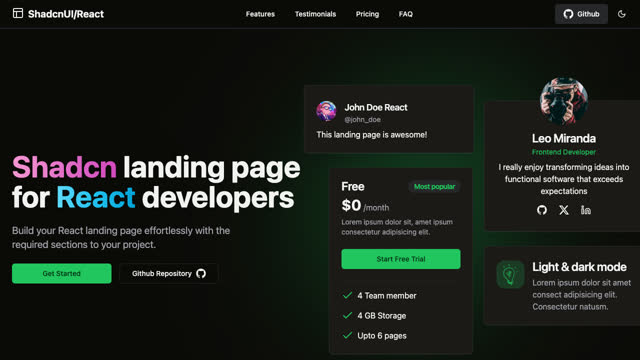 ShadcnUI/React
Features
Testimonials
Pricing
FAQ
Github
Shadcn landing page
for React developers
Build your React landing page effortlessly with the
required sections to your project.
Get Started
Github Repository
John Doe React
@john_doe
This landing page is awesome!
Free
Most popular
$0 /month
Lorem ipsum dolor sit, amet ipsum
consectetur adipisicing elit.
Start Free Trial
4 Team member
4 GB Storage
Upto 6 pages
Leo Miranda
Frontend Developer
I really enjoy transforming ideas into
functional software that exceeds
expectations
Light & dark mode
Lorem ipsum dolor sit amet
consect adipisicing elit.
Consectetur natusm.